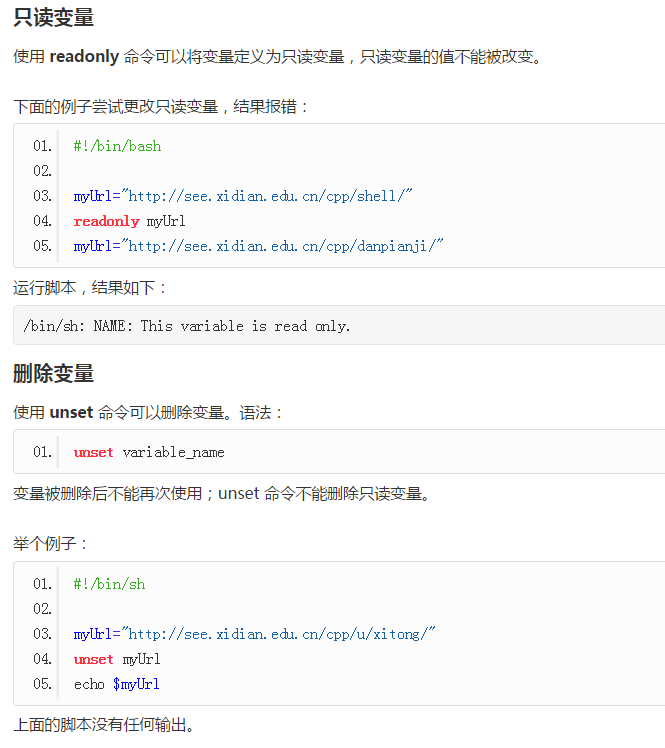 只读变量
使用 readonly 命令可以将变量定义为只读变量，只读变量的值不能被改变。
下面的例子尝试更改只读变量，结果报错：
01. #!/bin/bash
02.
03. myUrl="http://see.xidian.edu.cn/cpp/shell/"
04. readonly myUrl
05. myUrl="http://see.xidian.edu.cn/cpp/danpianji/"
运行脚本，结果如下：
/bin/sh: NAME: This variable is read only.
删除变量
使用 unset 命令可以删除变量。语法：
01. unset variable_name
变量被删除后不能再次使用；unset 命令不能删除只读变量。
举个例子：
01. #!/bin/sh
02.
03. myUrl="http://see.xidian.edu.cn/cpp/u/xitong/"
04. unset myUrl
05. echo $myUrl
上面的脚本没有任何输出。